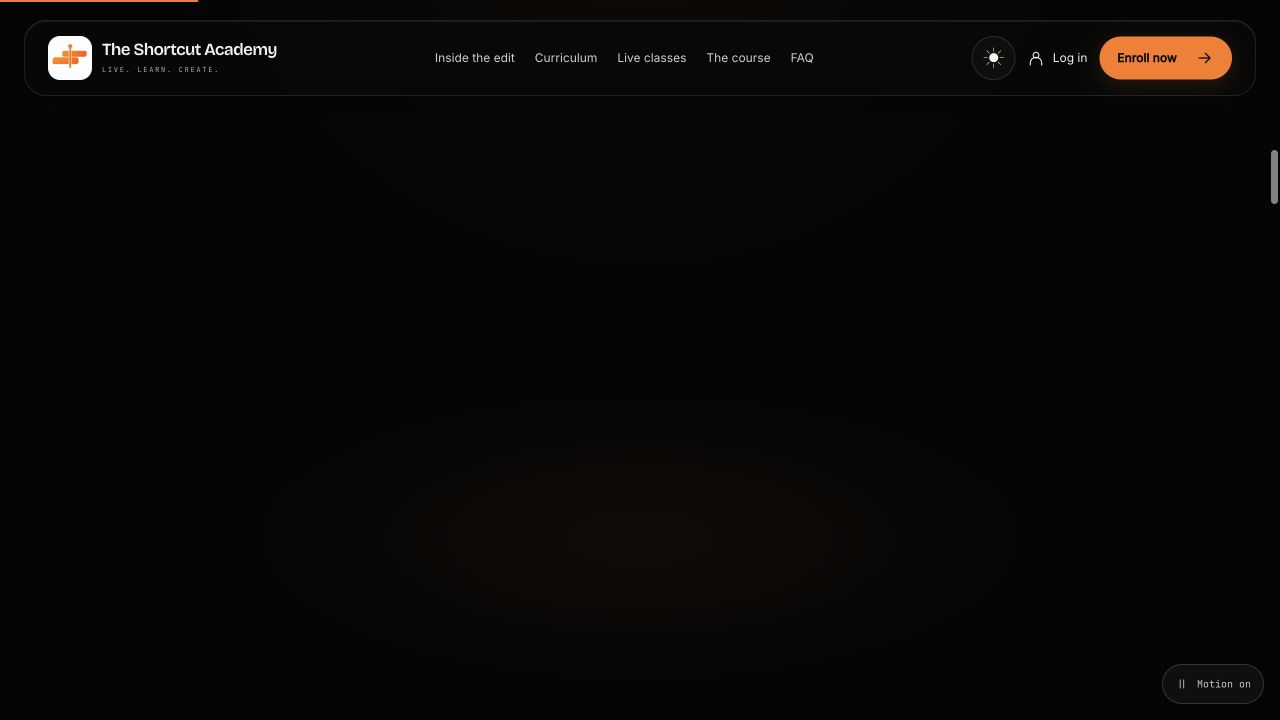 The Shortcut Academy
LIVE. LEARN. CREATE.
Inside the edit
Curriculum
Live classes
The course
FAQ
Log in
Enroll now
Motion on